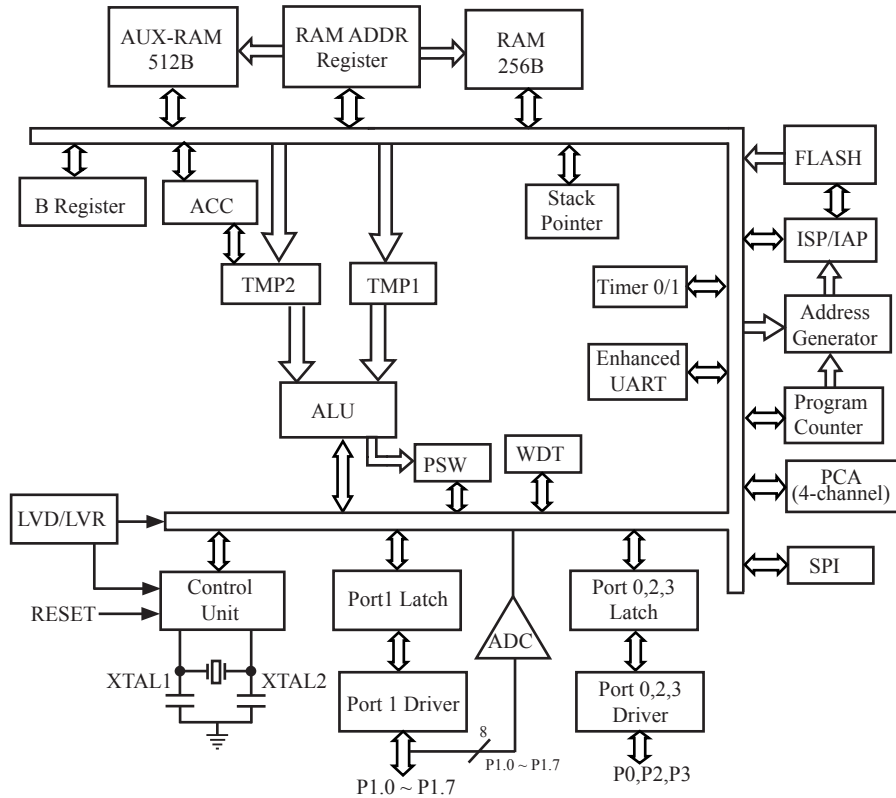 AUX-RAM
512B
RAM ADDR
Register
RAM
256B
FLASH
B Register
ACC
Stack
Pointer
ISP/IAP
TMP2
TMP1
Timer 0/1
Address
Generator
Enhanced
UART
ALU
Program
Counter
PSW
WDT
PCA
(4-channel)
LVD/LVR
SPI
Control
Unit
Port1 Latch
Port 0,2,3
Latch
RESET
ADC
XTAL1
XTAL2
Port 1 Driver
Port 0,2,3
Driver
8
P1.0 ~ P1.7
P1.0 ~ P1.7
P0,P2,P3